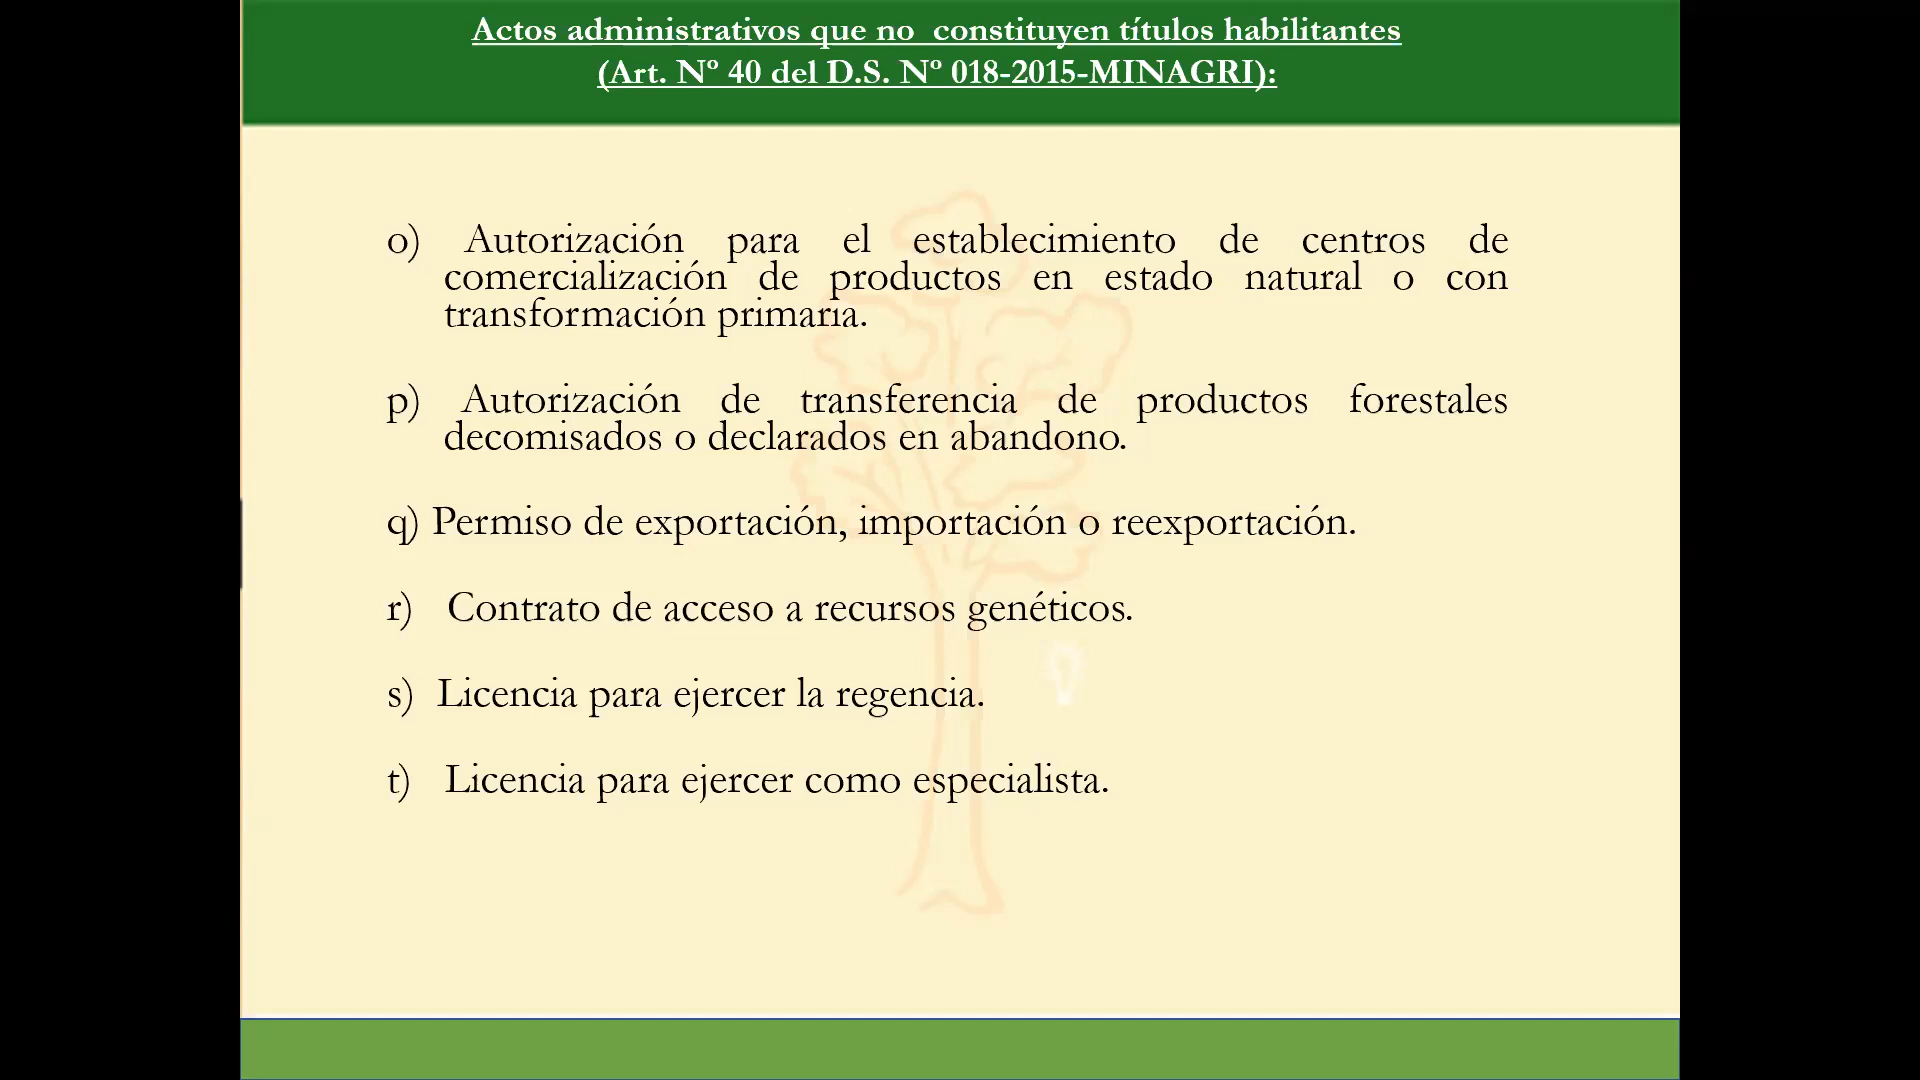 Actos administrativos que no constituyen títulos habilitantes
(Art. Nº 40 del D.S. Nº 018-2015-MINAGRI):
o) Autorización para el establecimiento de centros de
comercialización de productos en estado natural o con
transformación primaria.
p) Autorización de transferencia de productos forestales
decomisados o declarados en abandono.
q) Permiso de exportación, importación o reexportación.
r) Contrato de acceso a recursos genéticos.
s) Licencia para ejercer la regencia.
t) Licencia para ejercer como especialista.